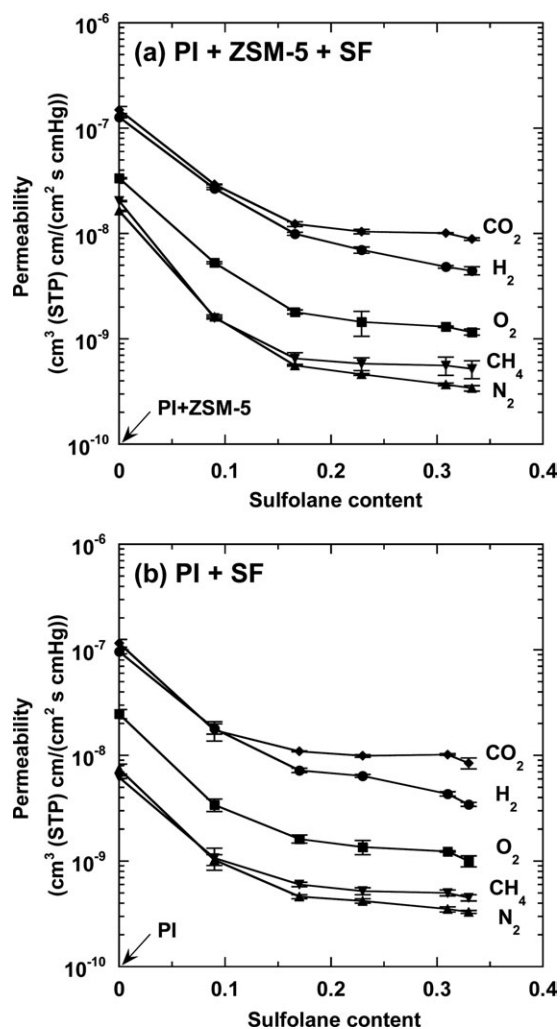 (a) PI + ZSM-5 + SF
Permeability
(cm³ (STP) cm/(cm² s cmHg))
10⁻⁶
10⁻⁷
10⁻⁸
10⁻⁹
10⁻¹⁰
CO₂
H₂
O₂
CH₄
N₂
PI+ZSM-5
0 0.1 0.2 0.3 0.4
Sulfolane content
(b) PI + SF
Permeability
(cm³ (STP) cm/(cm² s cmHg))
10⁻⁶
10⁻⁷
10⁻⁸
10⁻⁹
10⁻¹⁰
CO₂
H₂
O₂
CH₄
N₂
PI
0 0.1 0.2 0.3 0.4
Sulfolane content